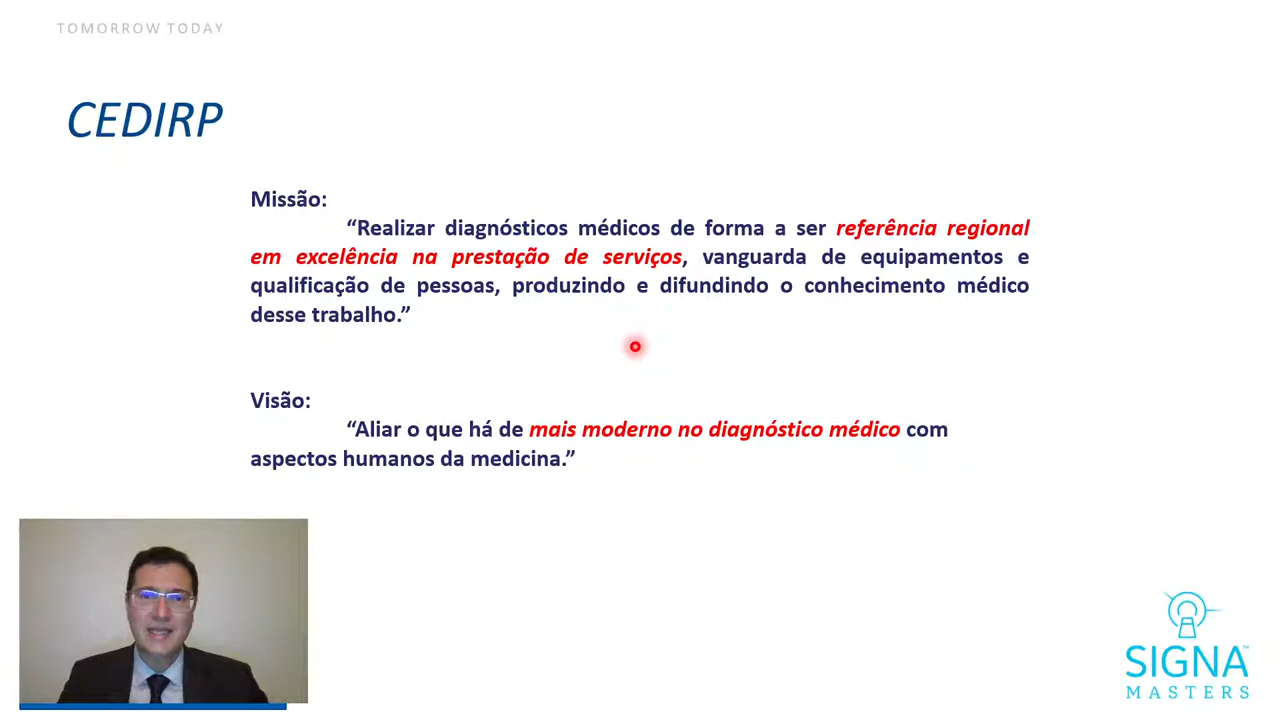 TOMORROW TODAY
CEDIRP
Missão:
“Realizar diagnósticos médicos de forma a ser referência regional
em excelência na prestação de serviços, vanguarda de equipamentos e
qualificação de pessoas, produzindo e difundindo o conhecimento médico
desse trabalho.”
Visão:
“Aliar o que há de mais moderno no diagnóstico médico com
aspectos humanos da medicina.”
SIGNA™
MASTERS